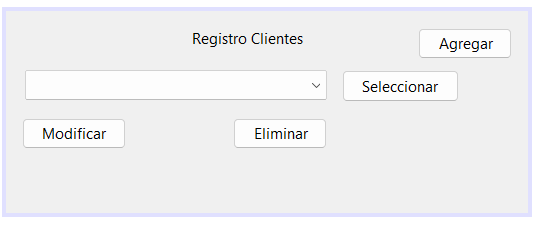 Registro Clientes
Agregar
Seleccionar
Modificar
Eliminar